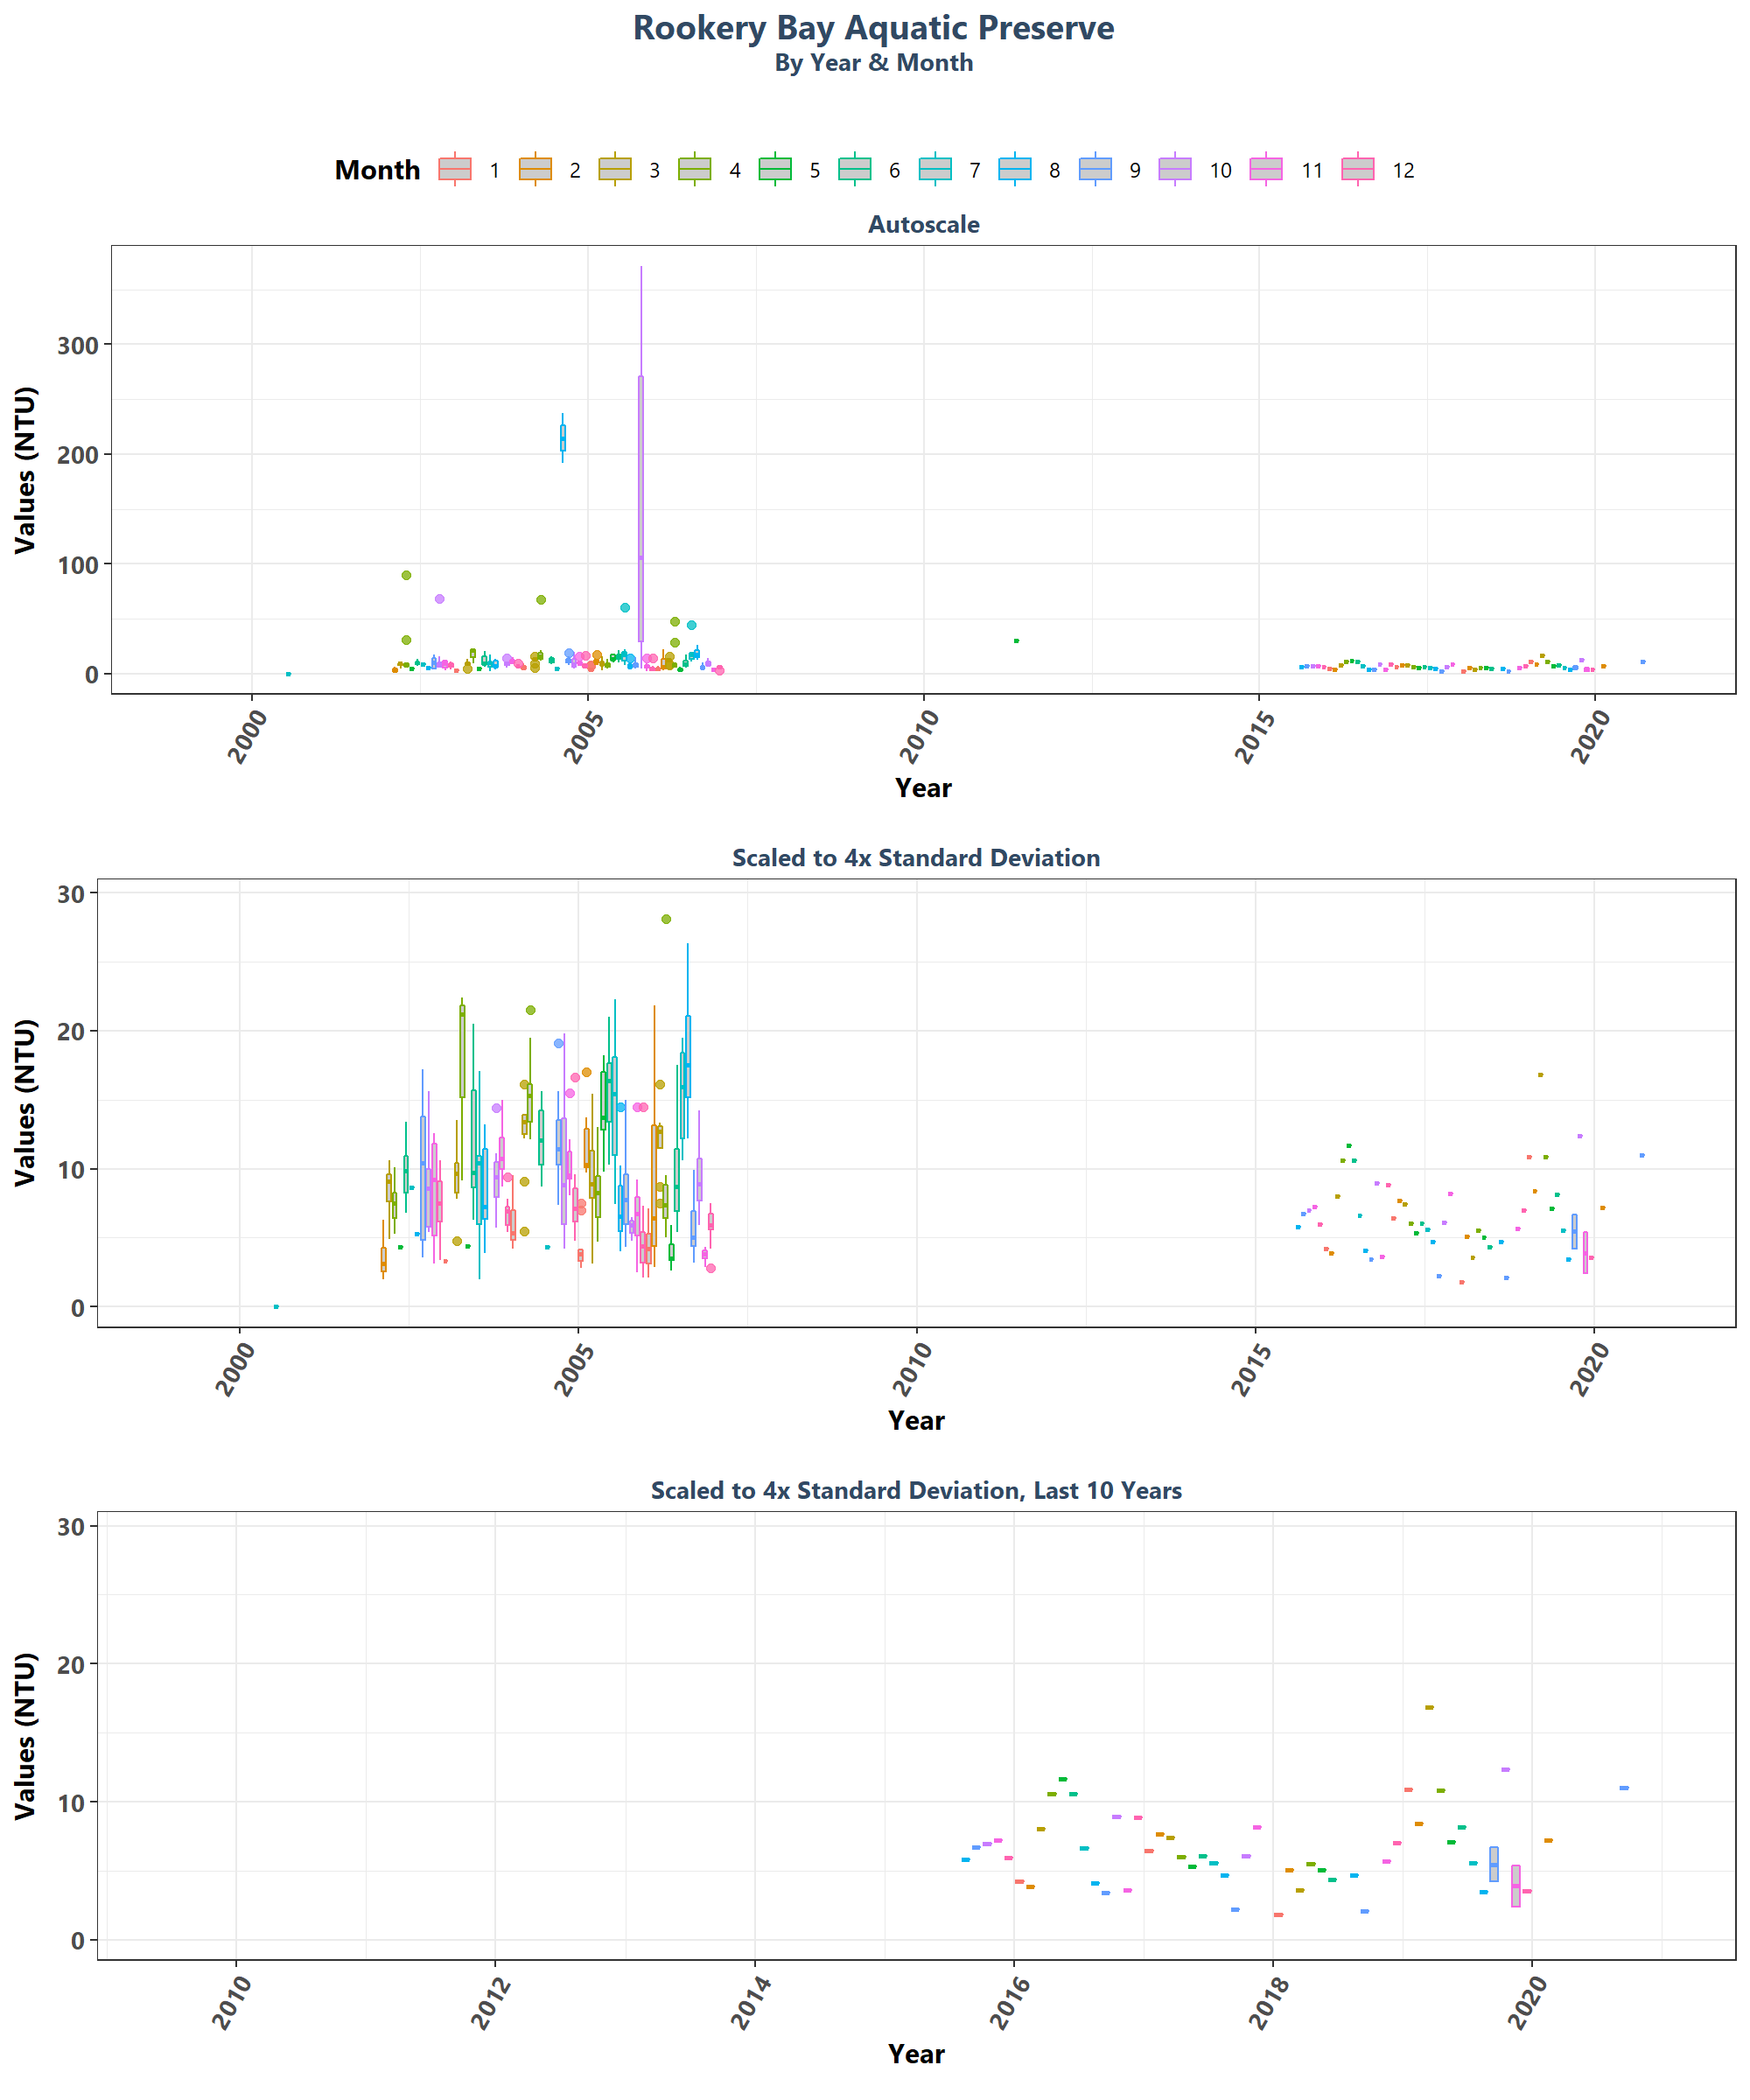 Rookery Bay Aquatic Preserve
By Year & Month
Month 1 2 3 4 5 6 7 8 9 10 11 12
Autoscale
Values (NTU)
300
200
100
0
2000 2005 2010 2015 2020
Year
Scaled to 4x Standard Deviation
Values (NTU)
30
20
10
0
2000 2005 2010 2015 2020
Year
Scaled to 4x Standard Deviation, Last 10 Years
Values (NTU)
30
20
10
0
2010 2012 2014 2016 2018 2020
Year